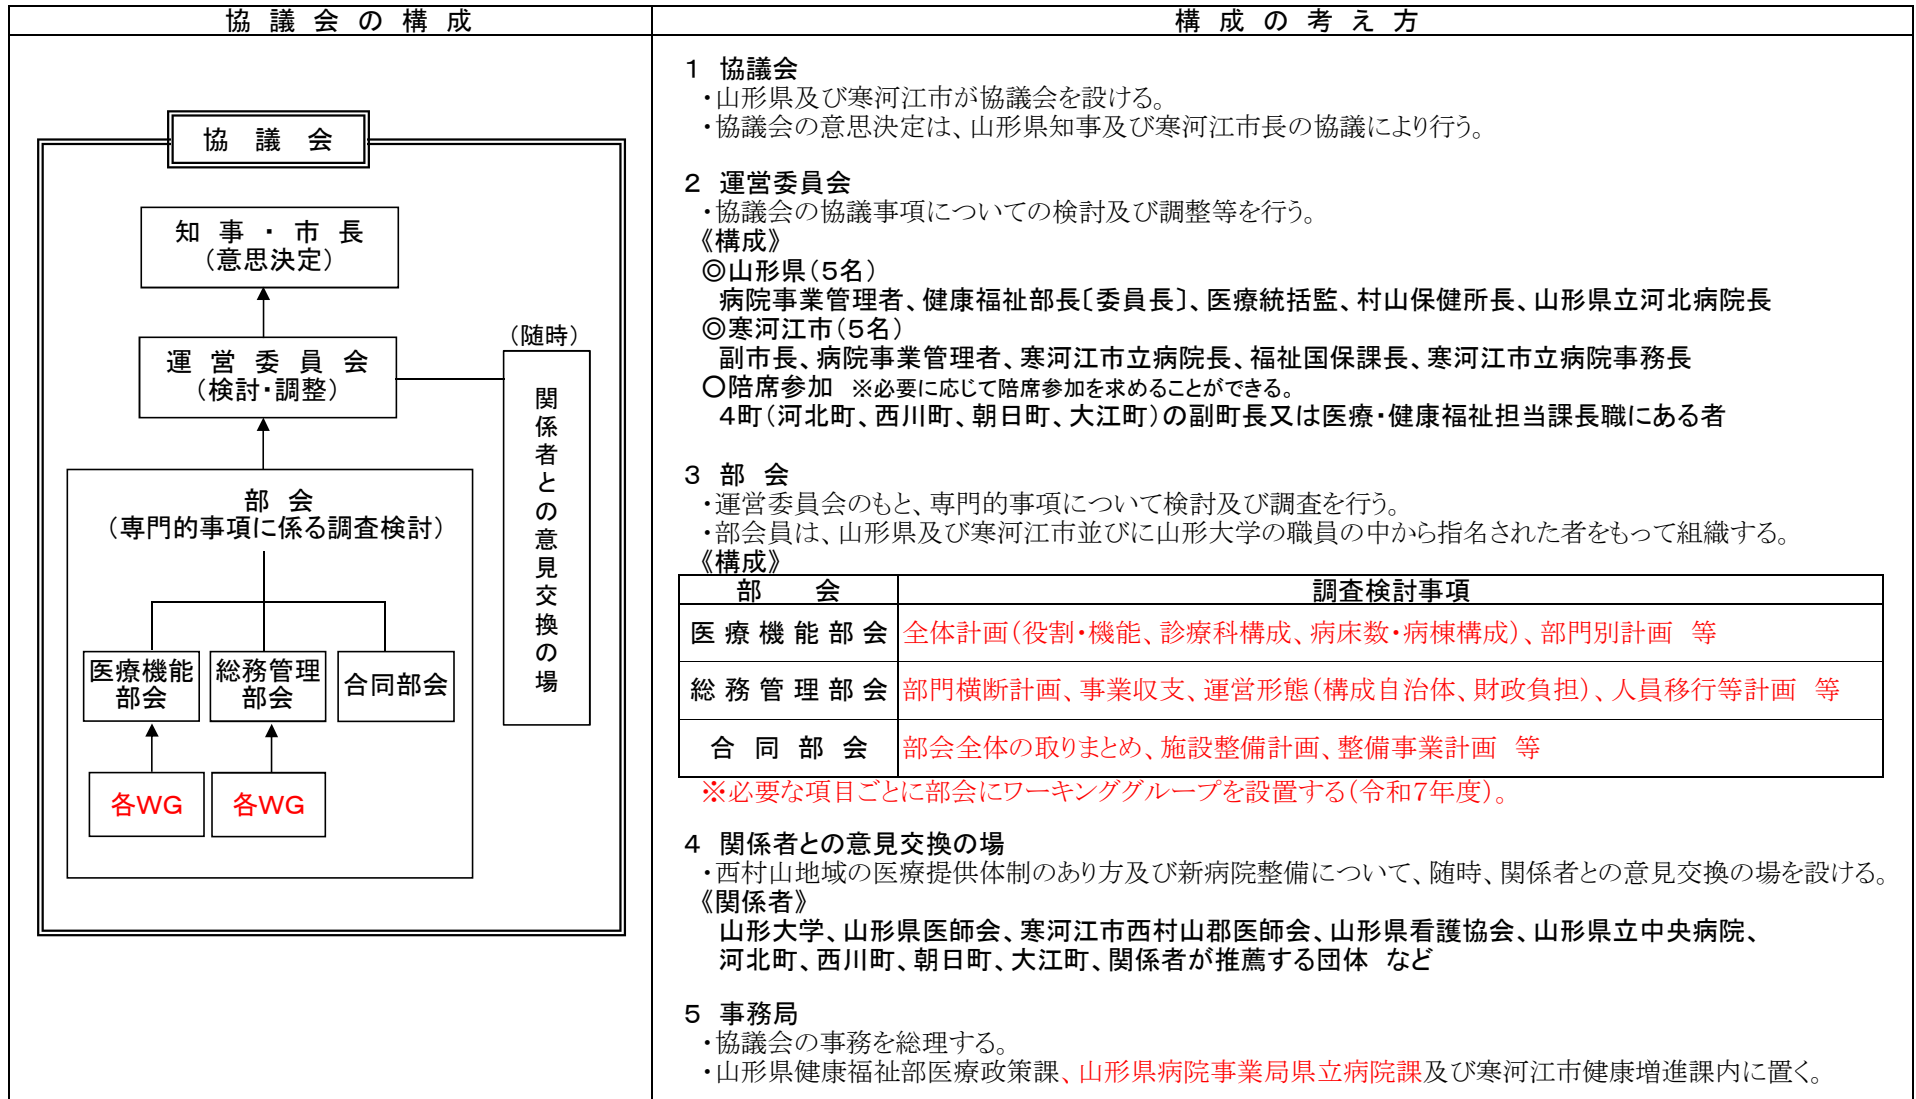 協議会の構成
協議会
知事・市長
(意思決定)
運営委員会
(検討・調整)
(随時)
関係者との意見交換の場
部 会
(専門的事項に係る調査検討)
医療機能
部会
総務管理
部会
合同部会
各WG
各WG
構成の考え方
1 協議会
・山形県及び寒河江市が協議会を設ける。
・協議会の意思決定は、山形県知事及び寒河江市長の協議により行う。
2 運営委員会
・協議会の協議事項についての検討及び調整等を行う。
《構成》
◎山形県(5名)
病院事業管理者、健康福祉部長〔委員長〕、医療統括監、村山保健所長、山形県立河北病院長
◎寒河江市(5名)
副市長、病院事業管理者、寒河江市立病院長、福祉国保課長、寒河江市立病院事務長
○陪席参加 ※必要に応じて陪席参加を求めることができる。
4町(河北町、西川町、朝日町、大江町)の副町長又は医療・健康福祉担当課長職にある者
3 部 会
・運営委員会のもと、専門的事項について検討及び調査を行う。
・部会員は、山形県及び寒河江市並びに山形大学の職員の中から指名された者をもって組織する。
《構成》
部 会 調査検討事項
医療機能部会 全体計画(役割・機能、診療科構成、病床数・病棟構成)、部門別計画 等
総務管理部会 部門横断計画、事業収支、運営形態(構成自治体、財政負担)、人員移行等計画 等
合同部会 部会全体の取りまとめ、施設整備計画、整備事業計画 等
※必要な項目ごとに部会にワーキンググループを設置する(令和7年度)。
4 関係者との意見交換の場
・西村山地域の医療提供体制のあり方及び新病院整備について、随時、関係者との意見交換の場を設ける。
《関係者》
山形大学、山形県医師会、寒河江市西村山郡医師会、山形県看護協会、山形県立中央病院、
河北町、西川町、朝日町、大江町、関係者が推薦する団体 など
5 事務局
・協議会の事務を総理する。
・山形県健康福祉部医療政策課、山形県病院事業局県立病院課及び寒河江市健康増進課内に置く。